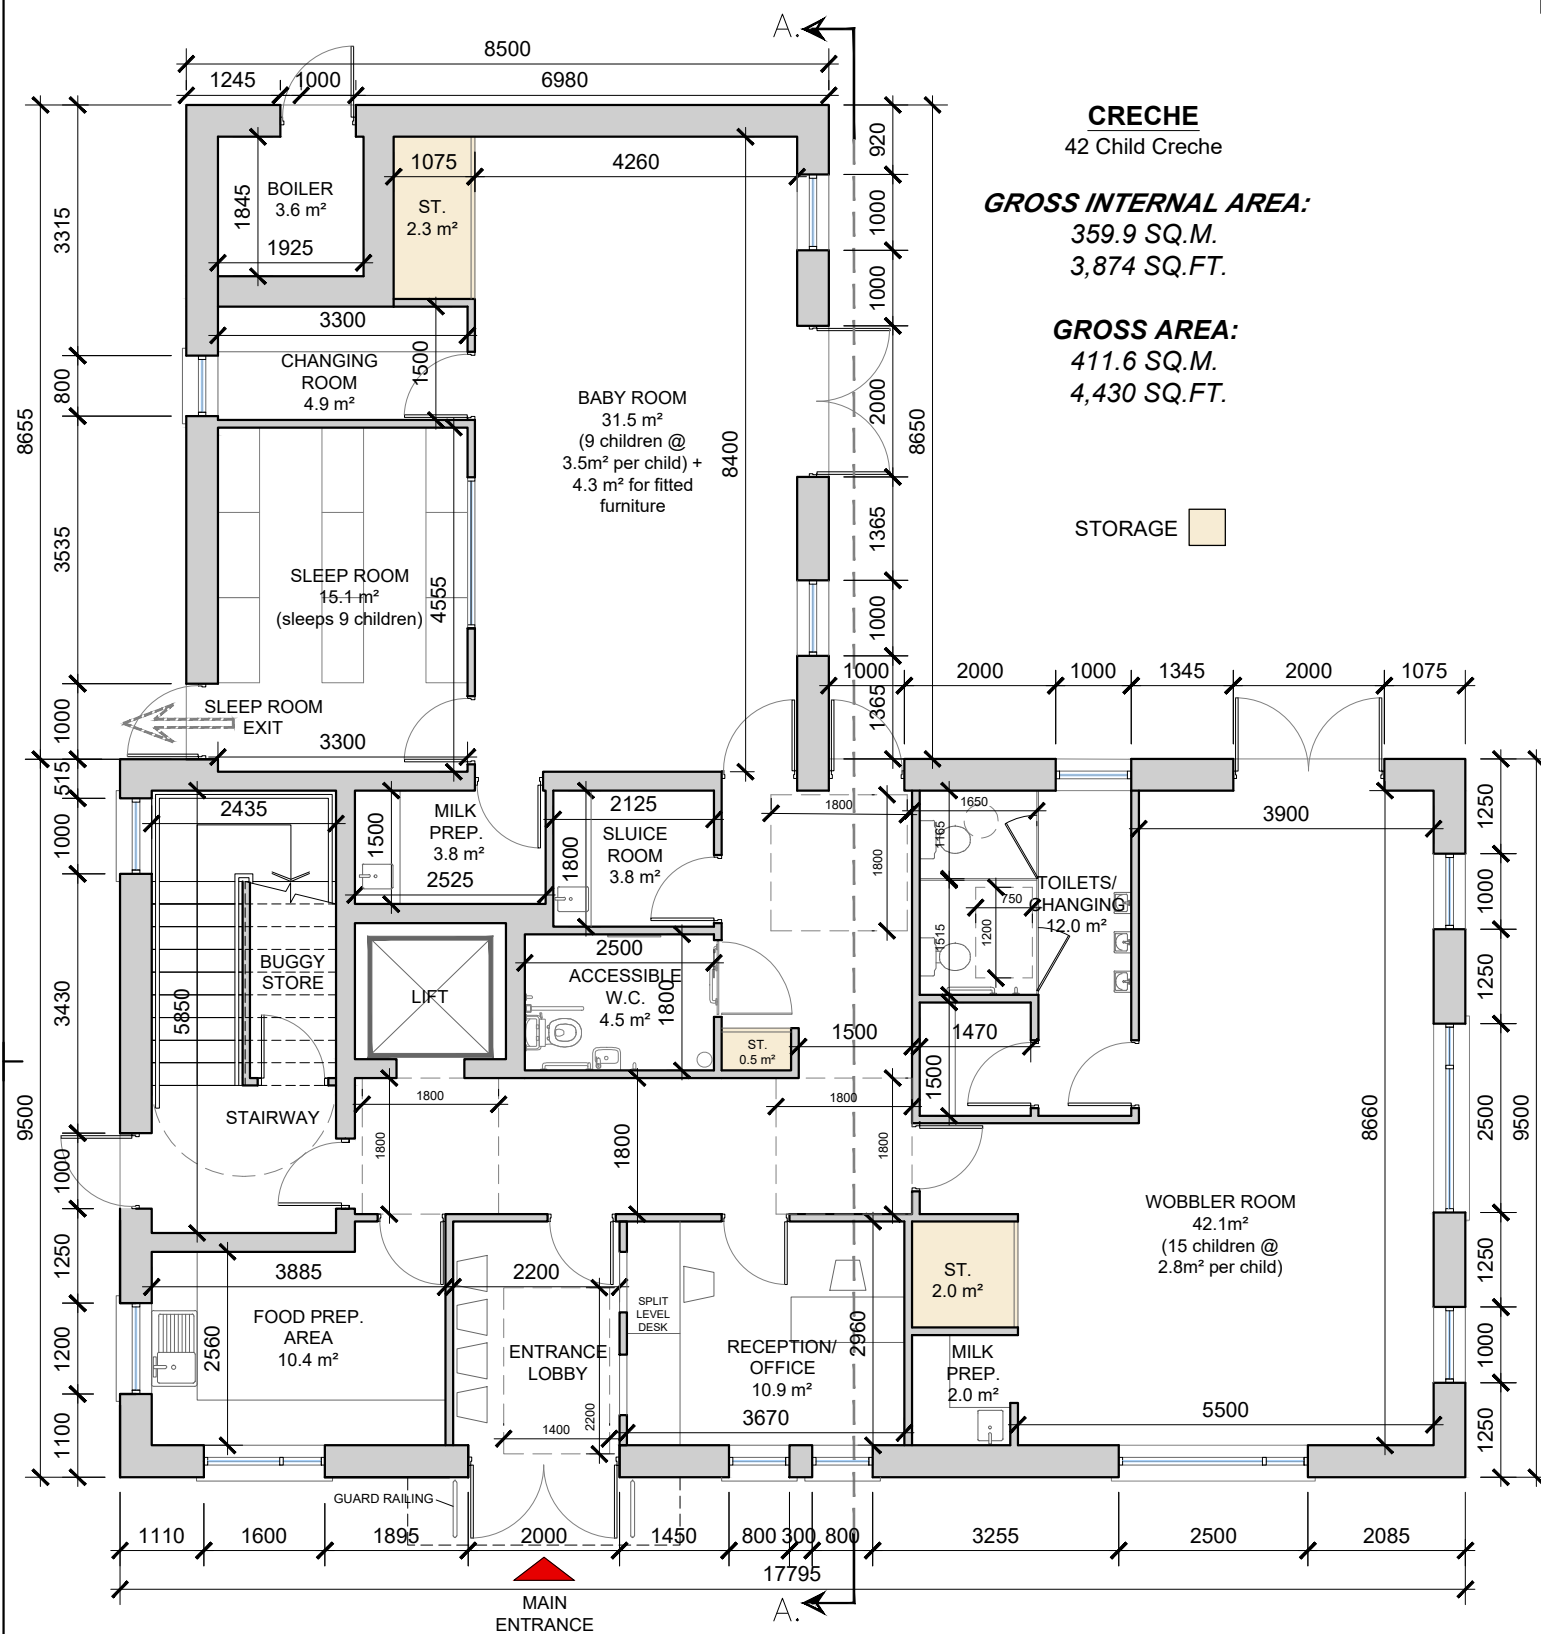 A.
8500
1245
1000
6980
CRECHE
42 Child Creche
GROSS INTERNAL AREA:
359.9 SQ.M.
3,874 SQ.FT.
GROSS AREA:
411.6 SQ.M.
4,430 SQ.FT.
STORAGE
8655
3315
800
3535
1000
515
1000
3430
1000
1250
1200
1100
9500
BOILER
3.6 m²
1845
1925
1075
4260
ST.
2.3 m²
920
1000
1000
2000
1365
1000
1365
8650
3300
CHANGING
ROOM
4.9 m²
1500
BABY ROOM
31.5 m²
(9 children @
3.5m² per child) +
4.3 m² for fitted
furniture
8400
SLEEP ROOM
15.1 m²
(sleeps 9 children)
4555
SLEEP ROOM
EXIT
3300
1000
2000
1000
1345
2000
1075
2435
1500
MILK
PREP.
3.8 m²
2525
2125
1800
SLUICE
ROOM
3.8 m²
1800
1800
1650
1165
3900
TOILETS/
CHANGING
12.0 m²
750
1200
1515
1250
1000
1250
2500
1250
1000
1250
9500
BUGGY
STORE
5850
LIFT
2500
ACCESSIBLE
W.C.
4.5 m²
1800
ST.
0.5 m²
1500
1470
1500
STAIRWAY
1800
1800
1800
1800
1800
8660
WOBBLER ROOM
42.1m²
(15 children @
2.8m² per child)
3885
2560
FOOD PREP.
AREA
10.4 m²
2200
ENTRANCE
LOBBY
1400
2200
SPLIT
LEVEL
DESK
RECEPTION/
OFFICE
10.9 m²
2960
3670
ST.
2.0 m²
MILK
PREP.
2.0 m²
5500
GUARD RAILING
1110
1600
1895
2000
1450
800
300
800
3255
2500
2085
17795
MAIN
ENTRANCE
A.